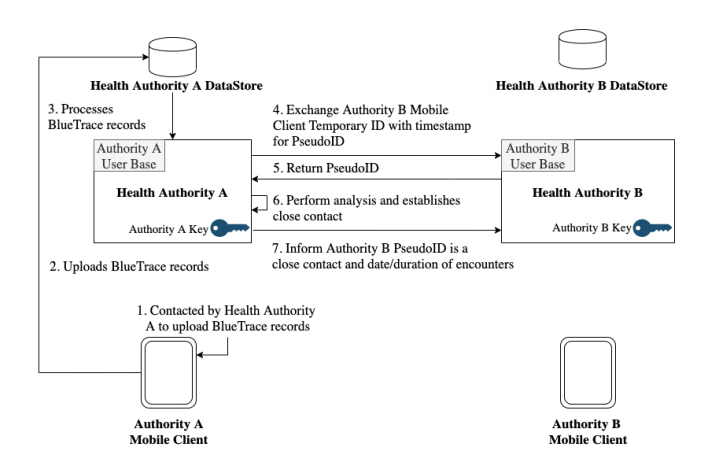 Health Authority A DataStore
Health Authority B DataStore
3. Processes
BlueTrace records
4. Exchange Authority B Mobile
Client Temporary ID with timestamp
for PseudoID
Authority A
User Base
Authority B
User Base
5. Return PseudoID
Health Authority A
Health Authority B
6. Perform analysis and establishes
close contact
Authority A Key
Authority B Key
7. Inform Authority B PseudoID is a
close contact and date/duration of encounters
2. Uploads BlueTrace records
1. Contacted by Health Authority
A to upload BlueTrace records
Authority A
Mobile Client
Authority B
Mobile Client